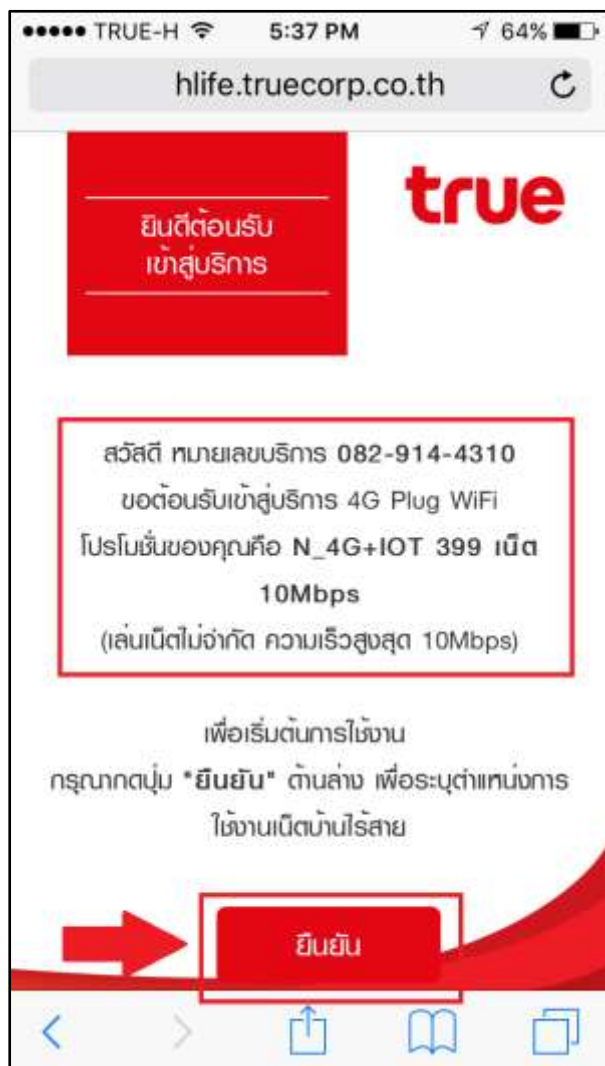 TRUE-H 5:37 PM 64%
hlife.truecorp.co.th
true
ยินดีต้อนรับ
เข้าสู่บริการ
สวัสดี หมายเลขบริการ 082-914-4310
ขอต้อนรับเข้าสู่บริการ 4G Plug WiFi
โปรโมชั่นของคุณคือ N_4G+IOT 399 เน็ต
10Mbps
(เล่นเน็ตไม่จำกัด ความเร็วสูงสุด 10Mbps)
เพื่อเริ่มต้นการใช้งาน
กรุณากดปุ่ม "ยืนยัน" ด้านล่าง เพื่อระบุตำแหน่งการ
ใช้งานเน็ตบ้านไร้สาย
ยืนยัน